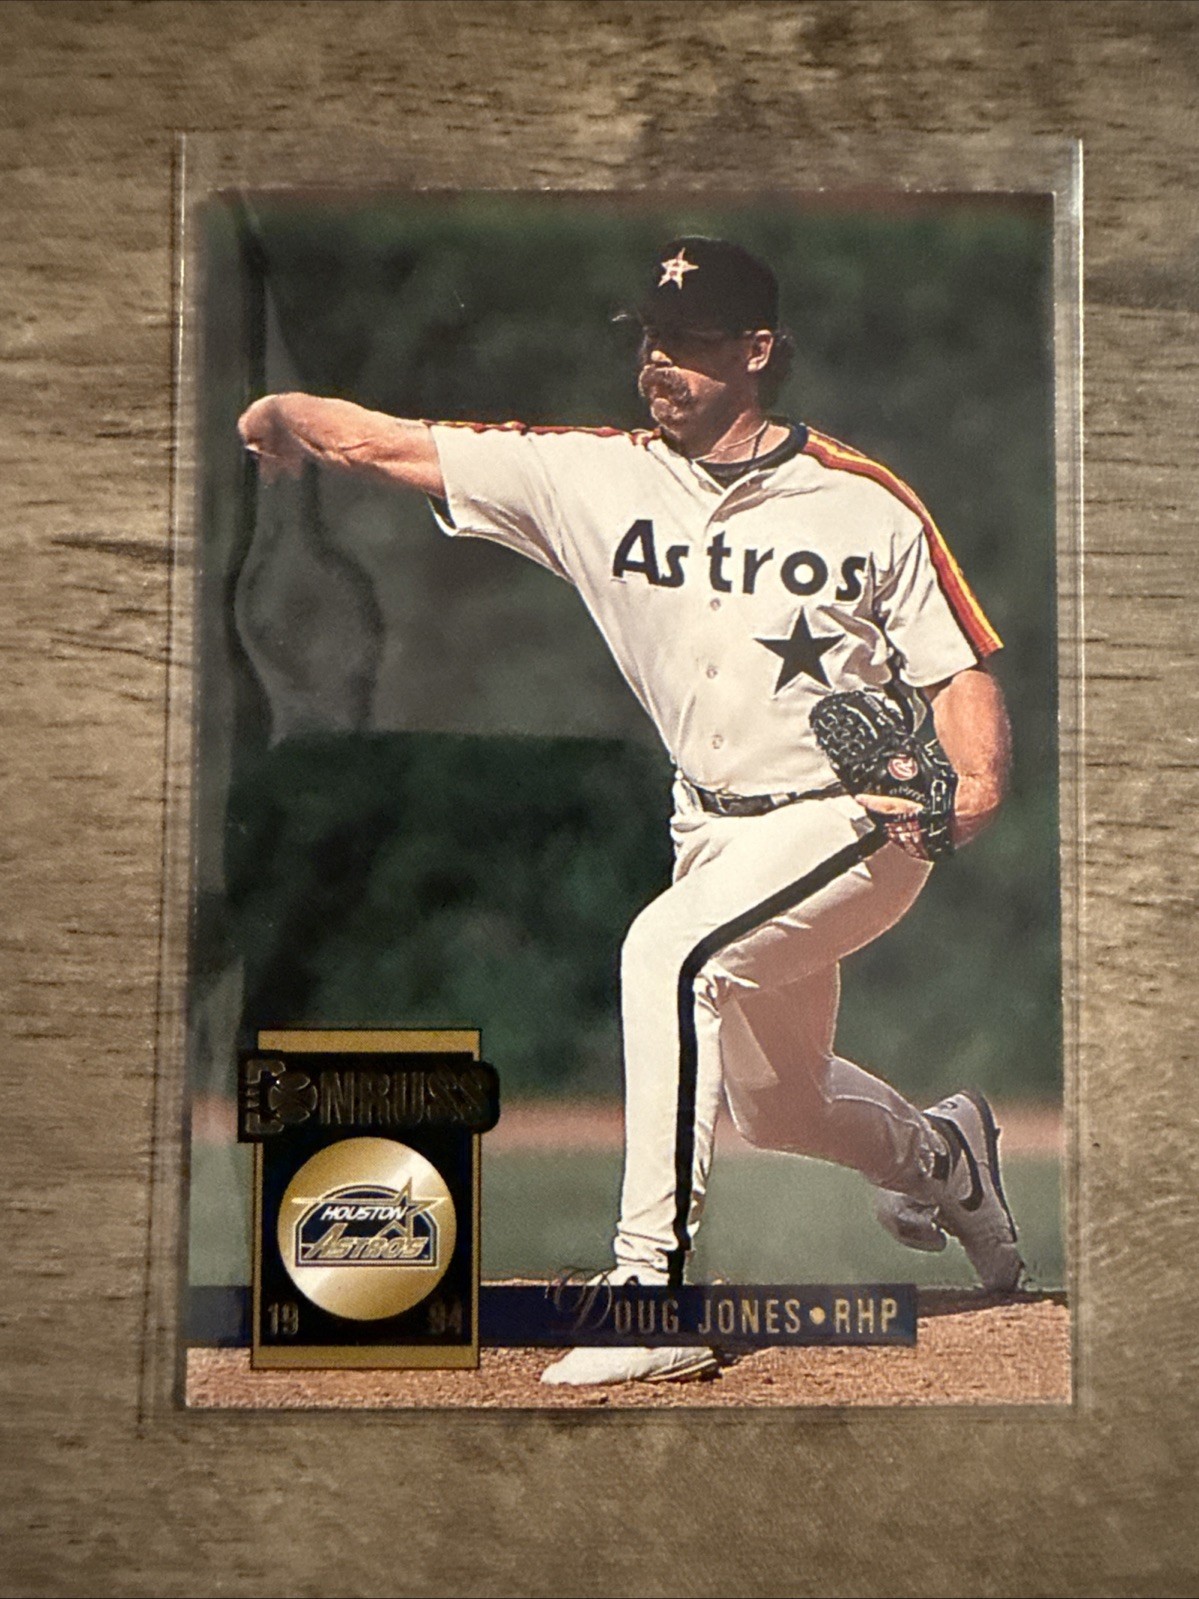 Astros
DONRUSS
HOUSTON
ASTROS
19 94
DOUG JONES • RHP